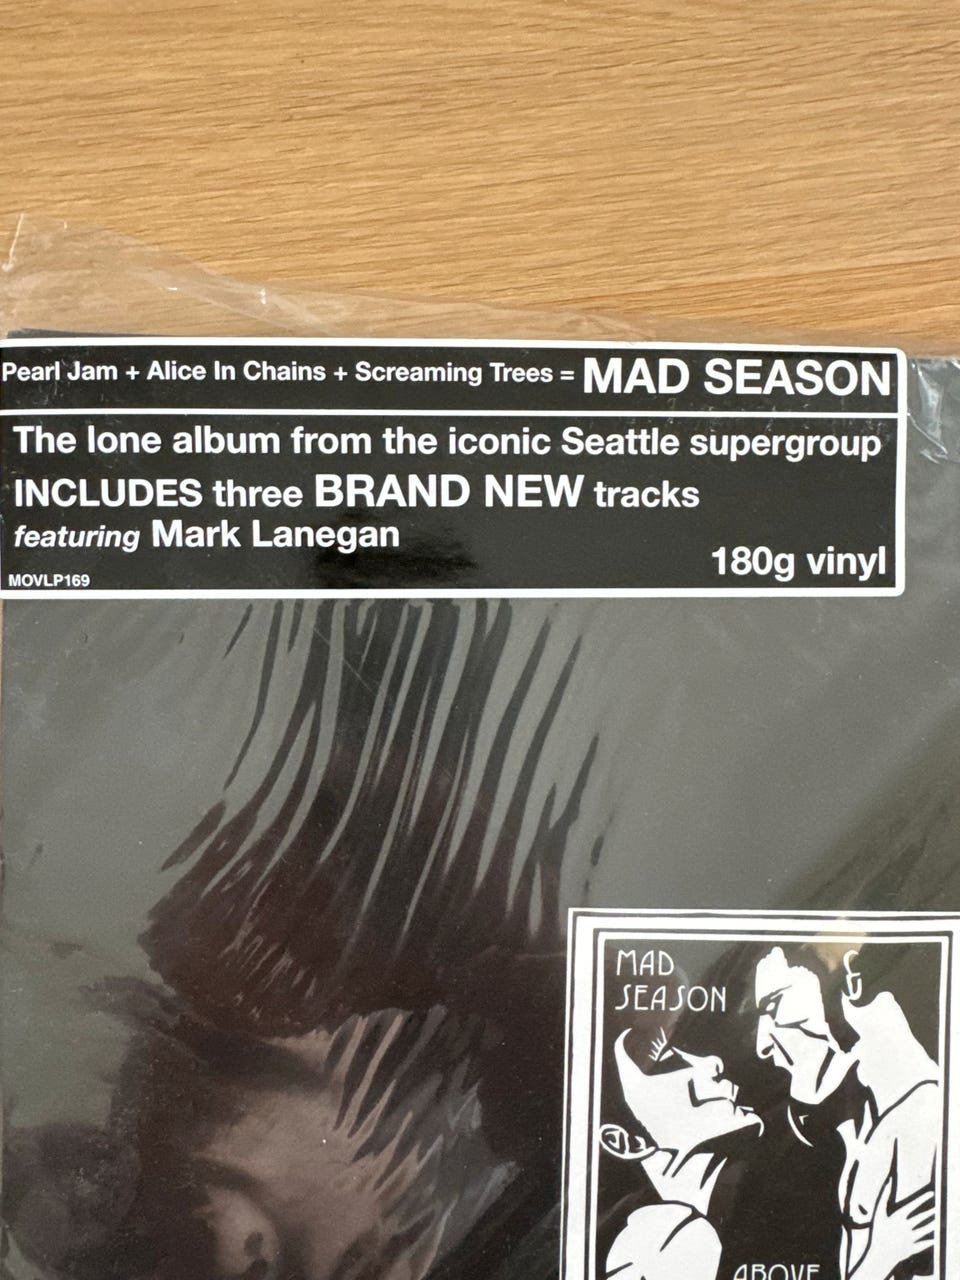 Pearl Jam + Alice In Chains + Screaming Trees = MAD SEASON
The lone album from the iconic Seattle supergroup
INCLUDES three BRAND NEW tracks
featuring Mark Lanegan
180g vinyl
MOVLP169
MAD
SEASON
ABOVE